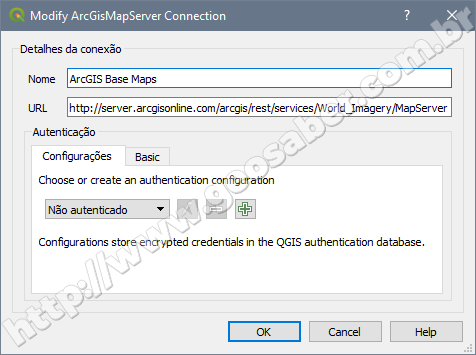 Modify ArcGisMapServer Connection
Detalhes da conexão
Nome ArcGIS Base Maps
URL http://server.arcgisonline.com/arcgis/rest/services/World_Imagery/MapServer
Autenticação
Configurações Basic
Choose or create an authentication configuration
Não autenticado
Configurations store encrypted credentials in the QGIS authentication database.
OK Cancel Help
http://www.geosaber.com.br